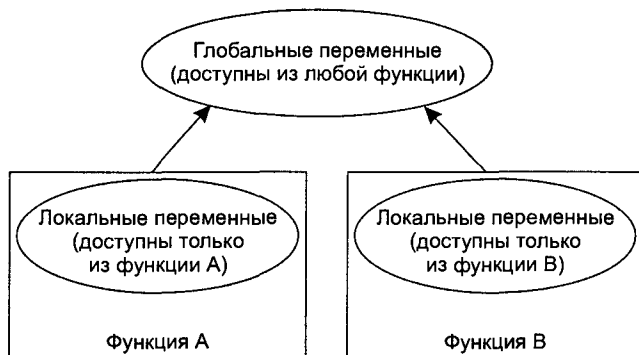 Глобальные переменные
(доступны из любой функции)
Локальные переменные
(доступны только
из функции А)
Функция А
Локальные переменные
(доступны только
из функции В)
Функция В